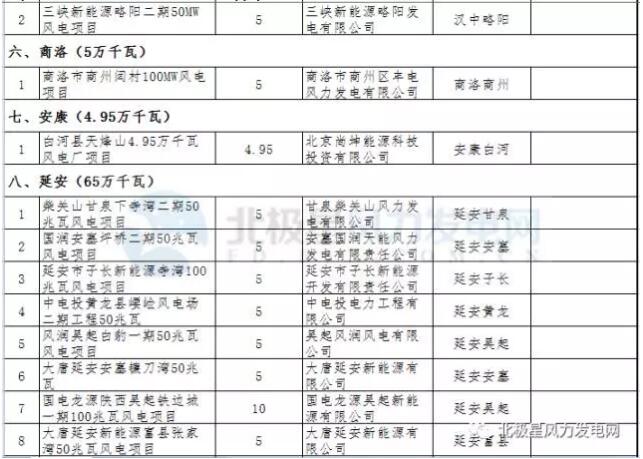 2 三峡新能源略阳二期50MW风电项目 5 三峡新能源略阳发电有限公司 汉中略阳
六、商洛（5万千瓦）
1 商洛市商州闫村100MW风电项目 5 商洛市商州区丰电风力发电有限公司 商洛商州
七、安康（4.95万千瓦）
1 白河县天烽山4.95万千瓦风电厂项目 4.95 北京尚坤能源科技投资有限公司 安康白河
八、延安（65万千瓦）
1 柴关山甘泉下寺湾二期50兆瓦风电项目 5 甘泉柴关山风力发电有限公司 延安甘泉
2 国润安塞坪桥二期50兆瓦风电项目 5 安塞国润天能风力发电有限责任公司 延安安塞
3 延安市子长新能源寺湾100兆瓦风电项目 5 延安市子长新能源开发有限责任公司 延安子长
4 中电投黄龙县 风电场二期工程50兆瓦 5 中电投电力工程有限公司 延安黄龙
5 风润吴起白豹一期50兆瓦风电项目 5 吴起风润风电有限公司 延安吴起
6 大唐延安安塞镰刀湾50兆瓦 5 大唐延安新能源有限公司 延安安塞
7 国电龙源陕西吴起铁边城一期100兆瓦风电项目 10 国电龙源吴起新能源有限公司 延安吴起
8 大唐延安新能源富县张家湾50兆瓦风电项目 5 大唐延安新能源有限公司 延安富县
北极星风力发电网
北极星风力发电网